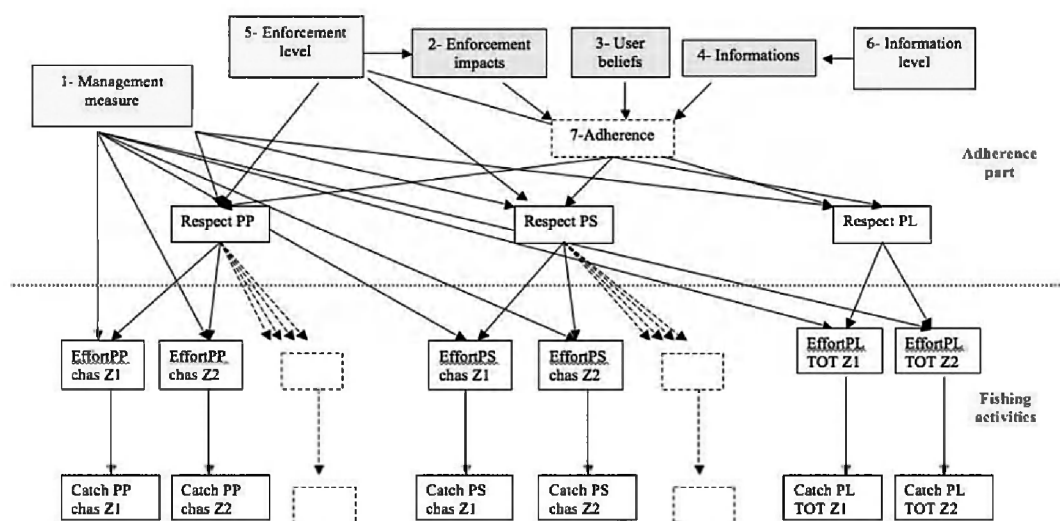 5- Enforcement
level
2- Enforcement
impacts
3- User
beliefs
4- Informations
6- Information
level
1- Management
measure
7-Adherence
Adherence
part
Respect PP
Respect PS
Respect PL
EffortPP
chas Z1
EffortPP
chas Z2
EffortPS
chas Z1
EffortPS
chas Z2
EffortPL
TOT Z1
EffortPL
TOT Z2
Fishing
activities
Catch PP
chas Z1
Catch PP
chas Z2
Catch PS
chas Z1
Catch PS
chas Z2
Catch PL
TOT Z1
Catch PL
TOT Z2